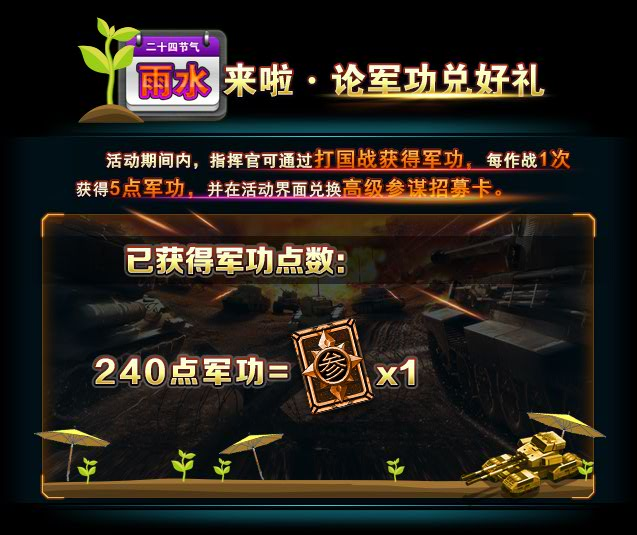 二十四节气
雨水 来啦·论军功兑好礼
活动期间内，指挥官可通过打国战获得军功，每作战1次
获得5点军功，并在活动界面兑换高级参谋招募卡。
已获得军功点数：
240点军功=参x1